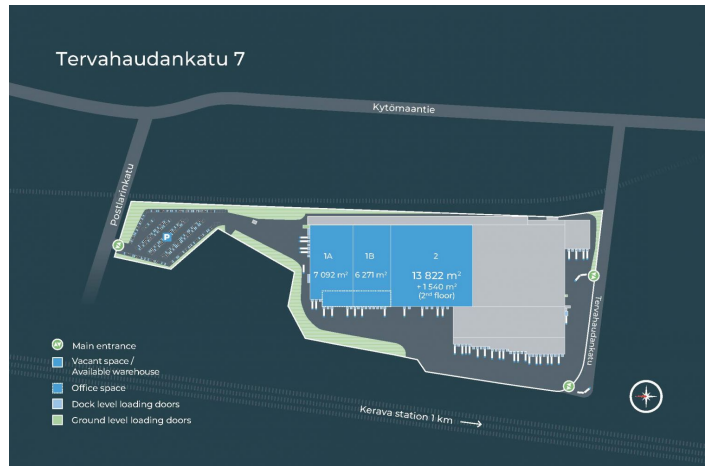 Tervahaudankatu 7
Kytömaantie
Postlarinkatu
P
1A
7 092 m²
1B
6 271 m²
2
13 822 m²
+ 1 540 m²
(2nd floor)
Tervahaudankatu
Main entrance
Vacant space /
Available warehouse
Office space
Dock level loading doors
Ground level loading doors
Kerava station 1 km